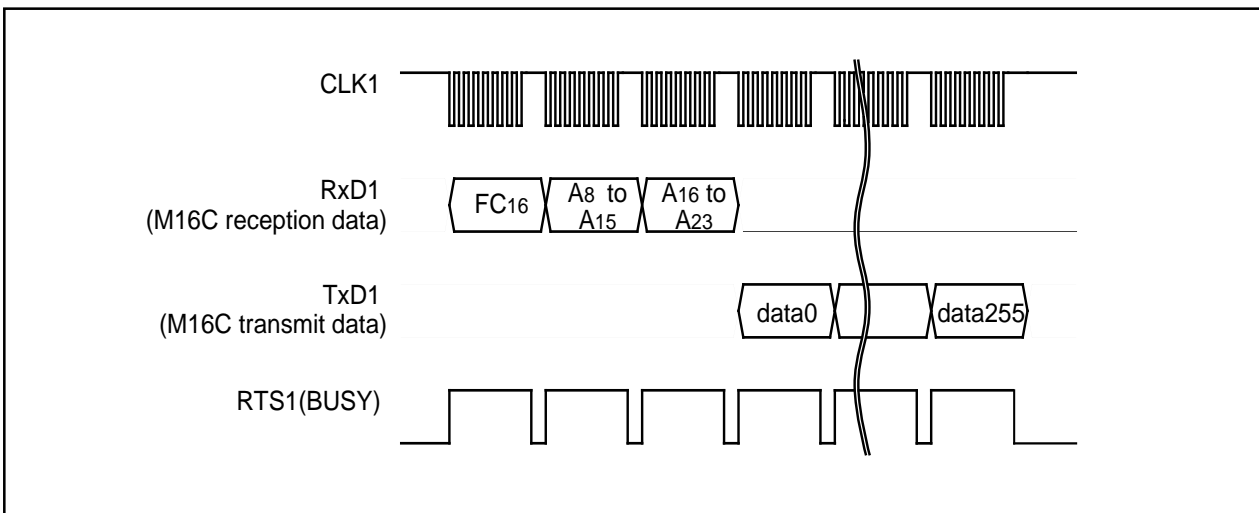 CLK1
RxD1
(M16C reception data)
FC16
A8 to
A15
A16 to
A23
TxD1
(M16C transmit data)
data0
data255
RTS1(BUSY)